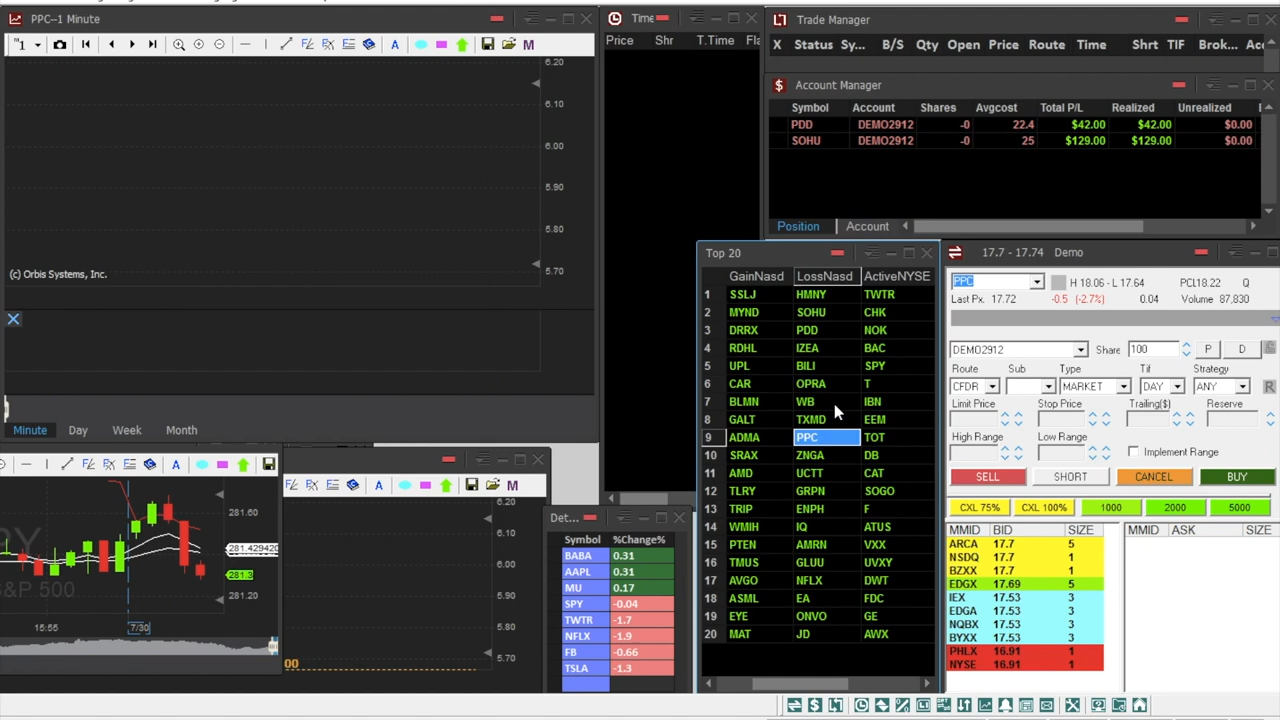 PPC--1 Minute
"1
A M
6.20
6.10
6.00
5.90
5.80
5.70
(c) Orbis Systems, Inc.
Minute Day Week Month
Time
Price Shr T.Time Fla
Trade Manager
X Status Sy... B/S Qty Open Price Route Time Shrt TIF Brok... Acc
Account Manager
Symbol Account Shares Avgcost Total P/L Realized Unrealized
PDD DEMO2912 -0 22.4 $42.00 $42.00 $0.00
SOHU DEMO2912 -0 25 $129.00 $129.00 $0.00
Position Account
Top 20
GainNasd LossNasd ActiveNYSE
1 SSLJ HMNY TWTR
2 MYND SOHU CHK
3 DRRX PDD NOK
4 RDHL IZEA BAC
5 UPL BILI SPY
6 CAR OPRA T
7 BLMN WB IBN
8 GALT TXMD EEM
9 ADMA PPC TOT
10 SRAX ZNGA DB
11 AMD UCTT CAT
12 TLRY GRPN SOGO
13 TRIP ENPH F
14 WMIH IQ ATUS
15 PTEN AMRN VXX
16 TMUS GLUU UVXY
17 AVGO NFLX DWT
18 ASML EA FDC
19 EYE ONVO GE
20 MAT JD AWX
17.7 - 17.74 Demo
PPC H 18.06 - L 17.64 PCL18.22 Q
Last Px. 17.72 -0.5 (-2.7%) 0.04 Volume 87,830
DEMO2912 Share 100 P D
Route Sub Type Tif Strategy
CFDR MARKET DAY ANY R
Limit Price Stop Price Trailing($) Reserve
High Range Low Range Implement Range
SELL SHORT CANCEL BUY
CXL 75% CXL 100% 1000 2000 5000
MMID BID SIZE MMID ASK SIZE
ARCA 17.7 5
NSDQ 17.7 1
BZXX 17.7 1
EDGX 17.69 5
IEX 17.53 3
EDGA 17.53 3
NQBX 17.53 3
BYXX 17.53 3
PHLX 16.91 1
NYSE 16.91 1
A
281.60
281.429420
281.3
281.20
S&P 500
15:55 7/30
A M
6.20
6.10
6.00
5.90
5.80
5.70
00
Det...
Symbol %Change%
BABA 0.31
AAPL 0.31
MU 0.17
SPY -0.04
TWTR -1.7
NFLX -1.9
FB -0.66
TSLA -1.3